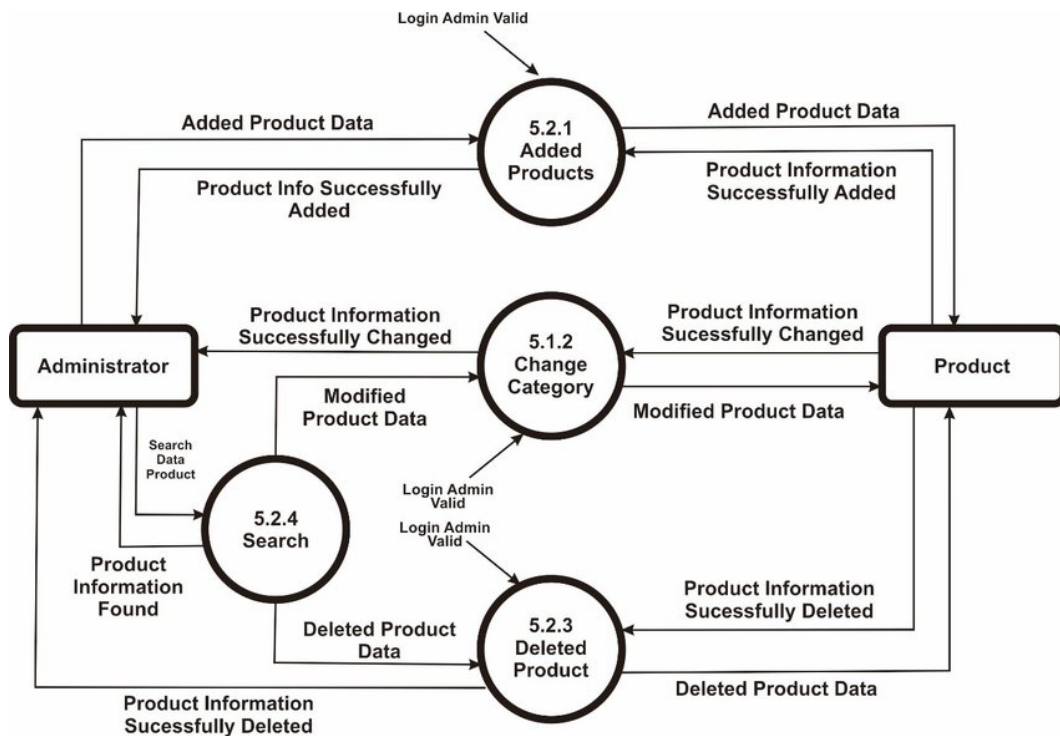 Login Admin Valid
Added Product Data
5.2.1
Added
Products
Added Product Data
Product Info Successfully
Added
Product Information
Successfully Added
Product Information
Successfully Changed
5.1.2
Change
Category
Product Information
Sucessfully Changed
Administrator
Product
Modified
Product Data
Modified Product Data
Search
Data
Product
Login Admin
Valid
5.2.4
Search
Login Admin
Valid
Product
Information
Found
Product Information
Sucessfully Deleted
Deleted Product
Data
5.2.3
Deleted
Product
Deleted Product Data
Product Information
Sucessfully Deleted